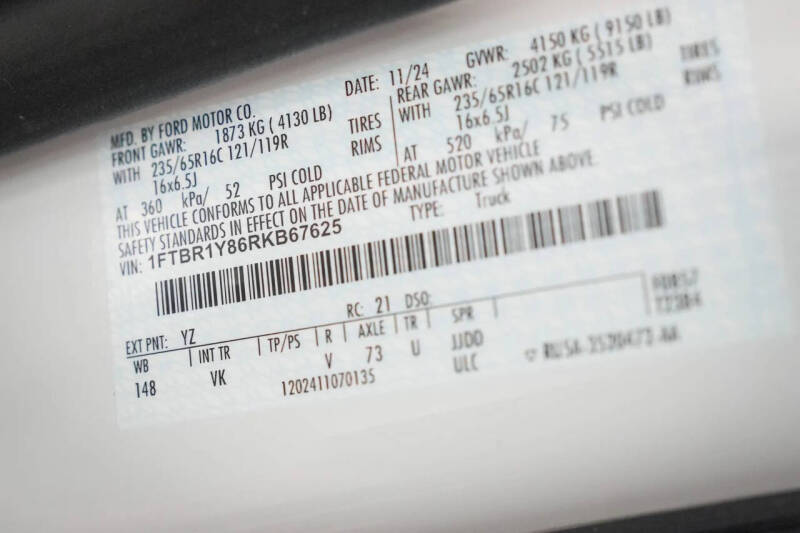 MFD. BY FORD MOTOR CO. DATE: 11/24 GVWR: 4150 KG ( 9150 LB)
FRONT GAWR: 1873 KG ( 4130 LB) REAR GAWR: 2502 KG ( 5515 LB)
WITH 235/65R16C 121/119R TIRES WITH 235/65R16C 121/119R TIRES
16x6.5J RIMS 16x6.5J RIMS
AT 360 kPa/ 52 PSI COLD AT 520 kPa/ 75 PSI COLD
THIS VEHICLE CONFORMS TO ALL APPLICABLE FEDERAL MOTOR VEHICLE
SAFETY STANDARDS IN EFFECT ON THE DATE OF MANUFACTURE SHOWN ABOVE.
VIN: 1FTBR1Y86RKB67625 TYPE: Truck
EXT PNT: YZ RC: 21 DSO:
WB INT TR TP/PS R AXLE TR SPR
148 VK V 73 U JJDO
1202411070135 ULC